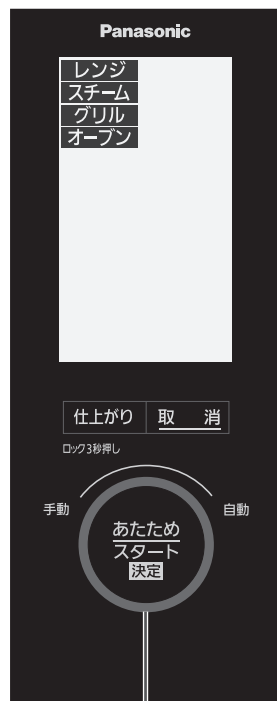 Panasonic
レンジ
スチーム
グリル
オーブン
仕上がり 取 消
ロック3秒押し
手動 自動
あたため
スタート
決定